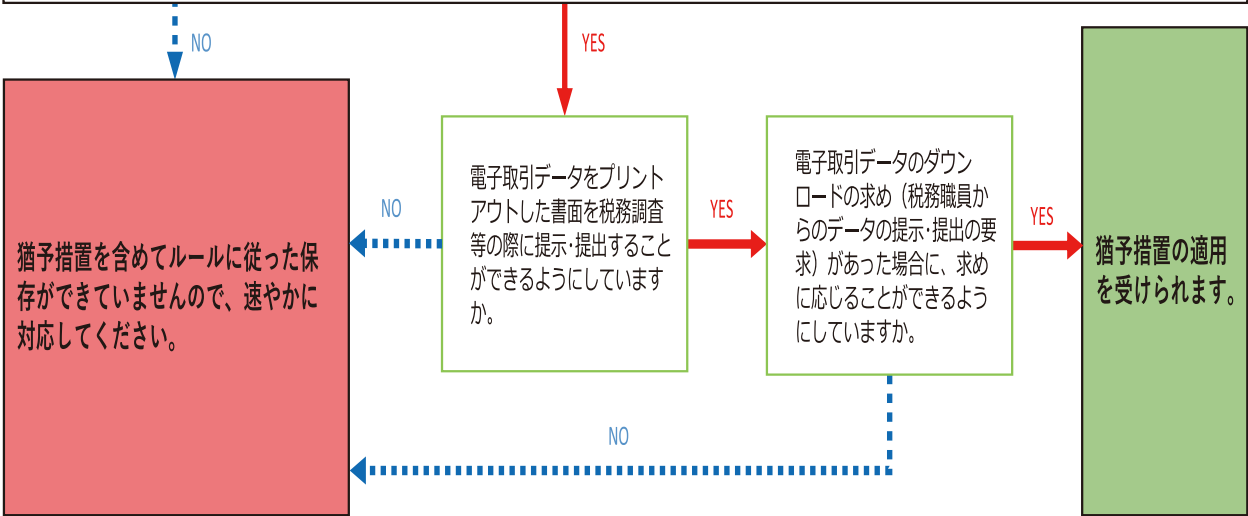 NO
YES
猶予措置を含めてルールに従った保
存ができていませんので、速やかに
対応してください。
NO
電子取引データをプリント
アウトした書面を税務調査
等の際に提示・提出すること
ができるようにしています
か。
YES
電子取引データのダウン
ロードの求め（税務職員か
らのデータの提示・提出の要
求）があった場合に、求め
に応じることができるよう
にしていますか。
YES
猶予措置の適用
を受けられます。
NO